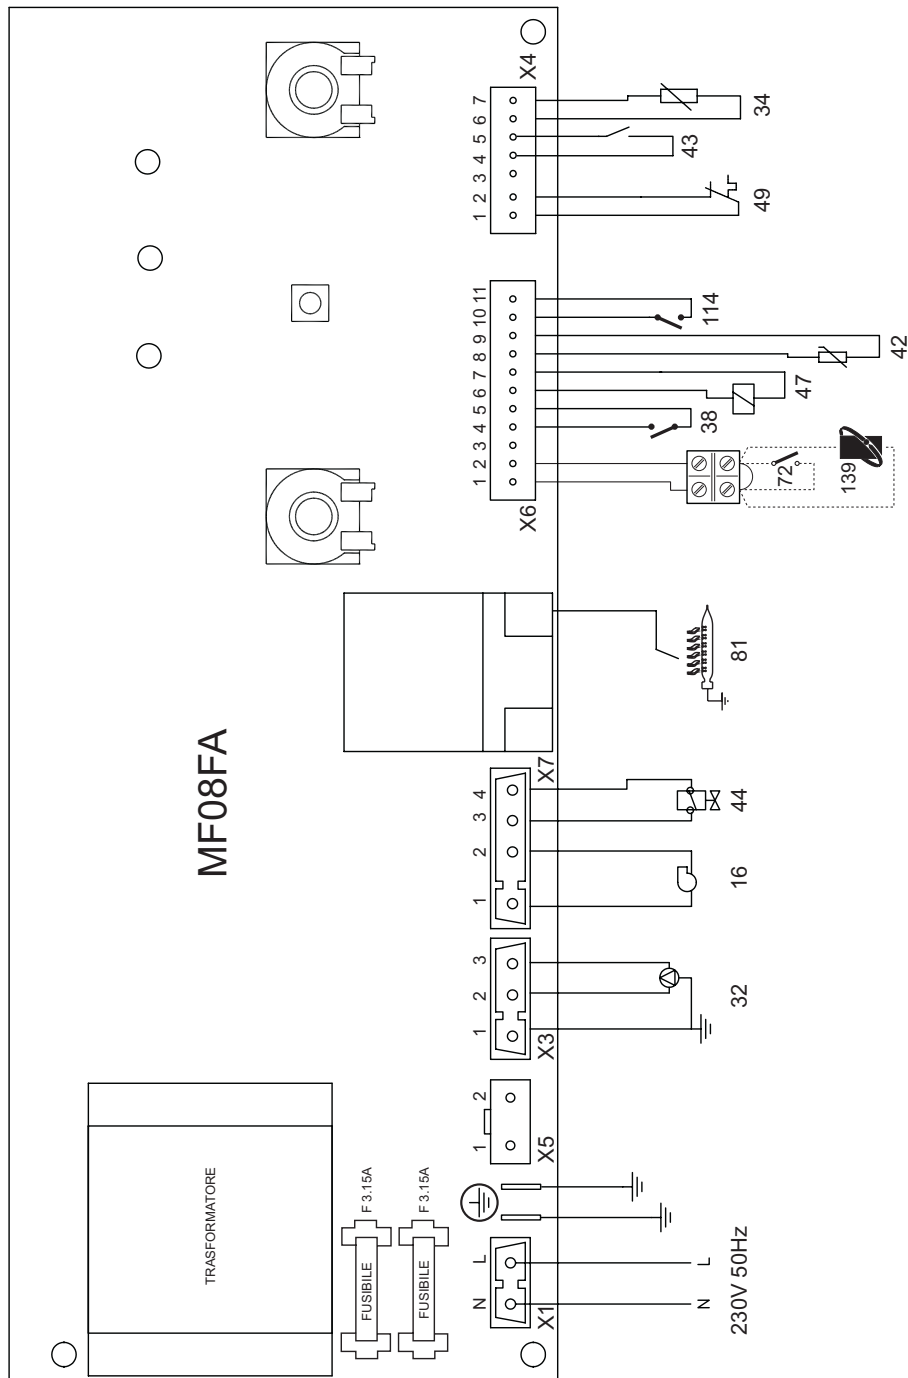 MF08FA
TRASFORMATORE
FUSIBILE F 3.15A
FUSIBILE F 3.15A
X1
N L
N L
230V 50Hz
X5
1 2
X3
1 2 3
32
X7
1 2 3 4
16
44
81
X6
1 2 3 4 5 6 7 8 9 10 11
72
139
38
47
42
114
X4
1 2 3 4 5 6 7
49
43
34